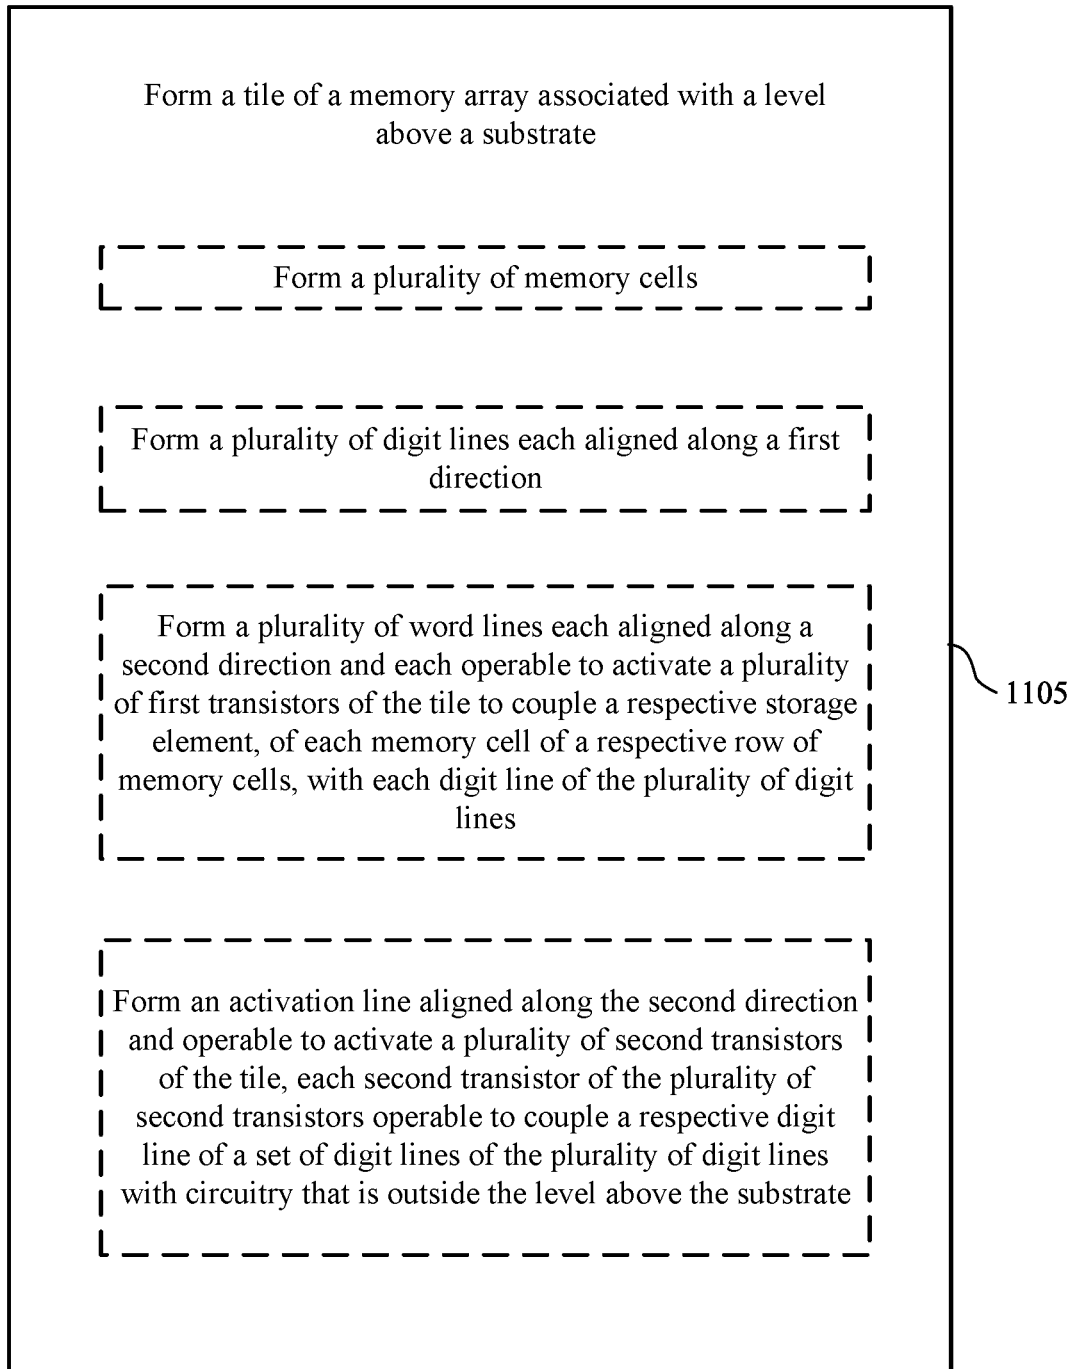 Form a tile of a memory array associated with a level
above a substrate
Form a plurality of memory cells
Form a plurality of digit lines each aligned along a first
direction
Form a plurality of word lines each aligned along a
second direction and each operable to activate a plurality
of first transistors of the tile to couple a respective storage
element, of each memory cell of a respective row of
memory cells, with each digit line of the plurality of digit
lines
1105
Form an activation line aligned along the second direction
and operable to activate a plurality of second transistors
of the tile, each second transistor of the plurality of
second transistors operable to couple a respective digit
line of a set of digit lines of the plurality of digit lines
with circuitry that is outside the level above the substrate